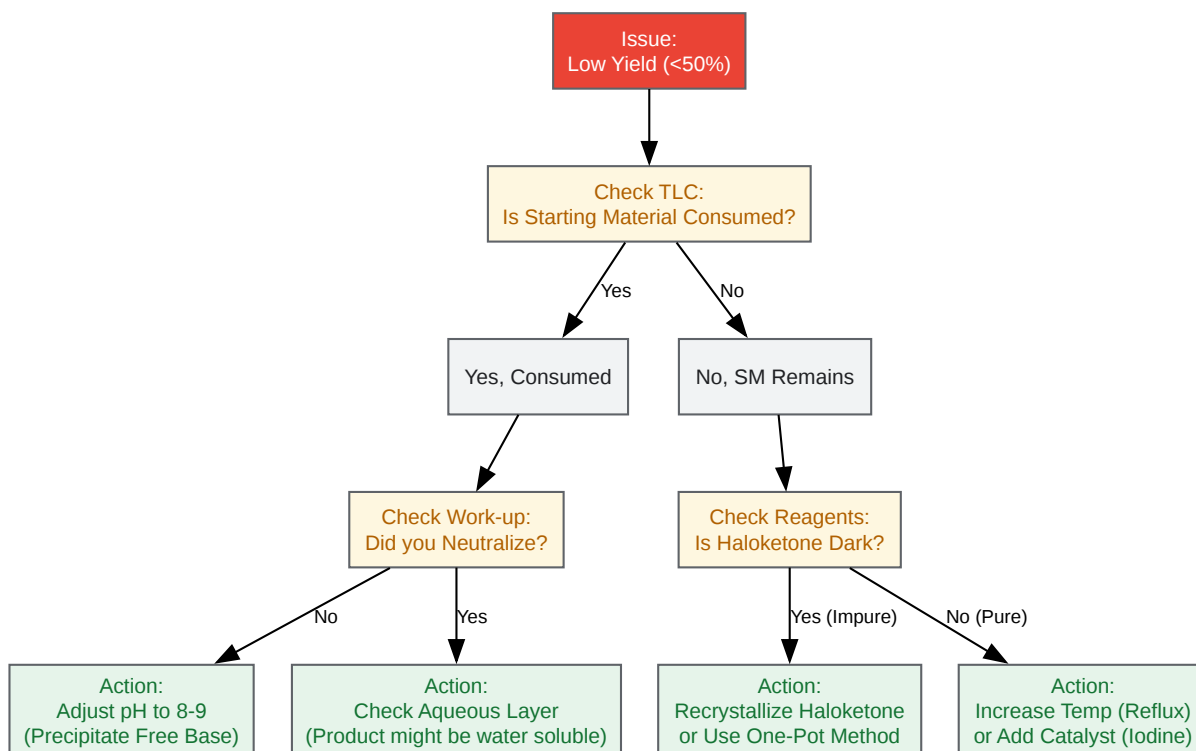 Issue:
Low Yield (<50%)
Check TLC:
Is Starting Material Consumed?
Yes
No
Yes, Consumed
No, SM Remains
Check Work-up:
Did you Neutralize?
Check Reagents:
Is Haloketone Dark?
No
Yes
Yes (Impure)
No (Pure)
Action:
Adjust pH to 8-9
(Precipitate Free Base)
Action:
Check Aqueous Layer
(Product might be water soluble)
Action:
Recrystallize Haloketone
or Use One-Pot Method
Action:
Increase Temp (Reflux)
or Add Catalyst (Iodine)